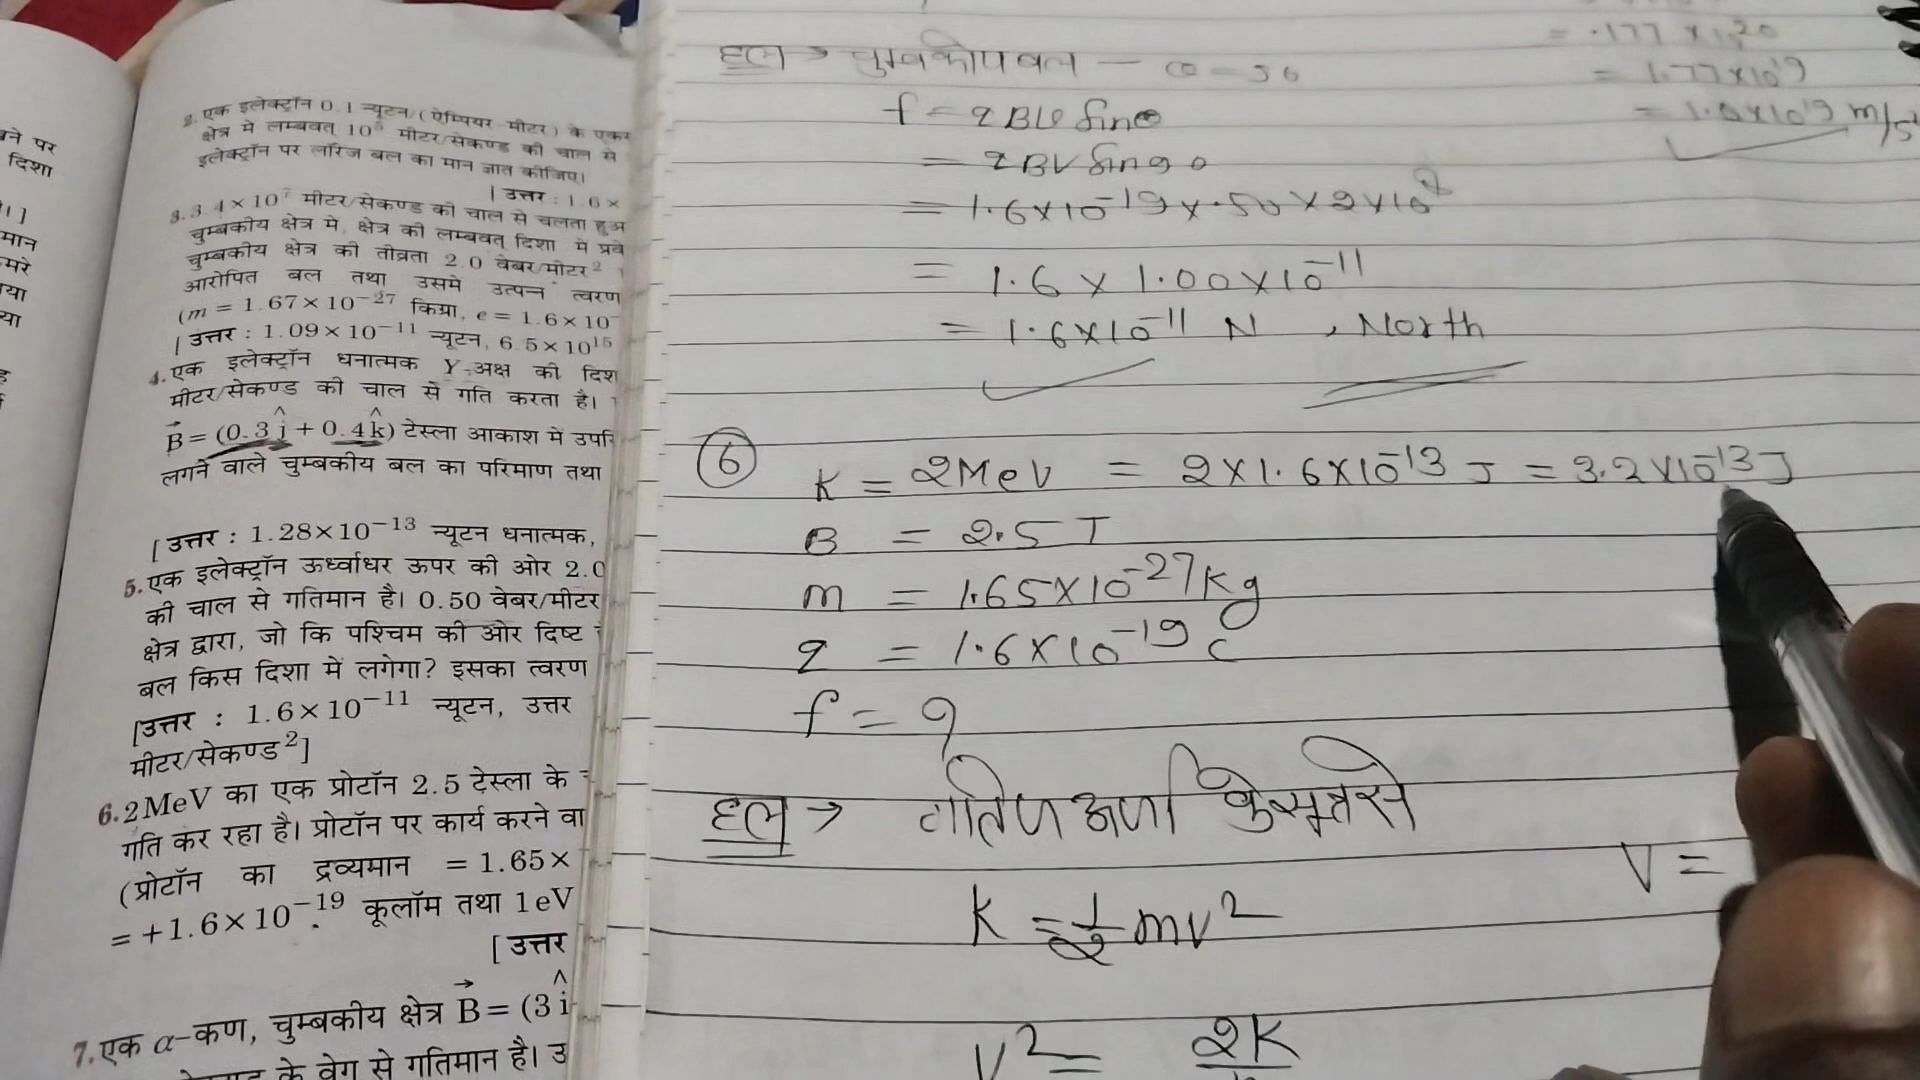 ने पर
दिशा
मान
मरे
या
2. एक इलेक्ट्रॉन 0.1 न्यूटन/(ऐम्पियर-मीटर) के एकस
क्षेत्र में लम्बवत् 10 मीटर/सेकण्ड की चाल से
इलेक्ट्रॉन पर लॉरेंज बल का मान ज्ञात कीजिए।
[उत्तर : 1.6×
3. 3.4×10⁷ मीटर/सेकण्ड की चाल से चलता हुअ
चुम्बकीय क्षेत्र में, क्षेत्र की लम्बवत् दिशा में प्रवे
चुम्बकीय क्षेत्र की तीव्रता 2.0 वेबर/मीटर²
आरोपित बल तथा उसमें उत्पन्न त्वरण
(m = 1.67×10⁻²⁷ किग्रा, e = 1.6×10⁻
[उत्तर : 1.09×10⁻¹¹ न्यूटन, 6.5×10¹⁵
4. एक इलेक्ट्रॉन धनात्मक Y-अक्ष की दिश
मीटर/सेकण्ड की चाल से गति करता है।
B⃗ = (0.3ĵ + 0.4k̂) टेस्ला आकाश में उपरि
लगने वाले चुम्बकीय बल का परिमाण तथा
[उत्तर : 1.28×10⁻¹³ न्यूटन धनात्मक,
5. एक इलेक्ट्रॉन ऊर्ध्वाधर ऊपर की ओर 2.0
की चाल से गतिमान है। 0.50 वेबर/मीटर
क्षेत्र द्वारा, जो कि पश्चिम की ओर दिष्ट
बल किस दिशा में लगेगा? इसका त्वरण
[उत्तर : 1.6×10⁻¹¹ न्यूटन, उत्तर
मीटर/सेकण्ड²]
6. 2MeV का एक प्रोटॉन 2.5 टेस्ला के
गति कर रहा है। प्रोटॉन पर कार्य करने वा
(प्रोटॉन का द्रव्यमान = 1.65×
= +1.6×10⁻¹⁹ कूलॉम तथा 1eV
[उत्तर
7. एक α-कण, चुम्बकीय क्षेत्र B⃗ = (3î
के वेग से गतिमान है। उ
= .177×10²⁰
= 1.77×10¹⁹
m/s²
हल → चुम्बकीय बल —
f = qBV Sinθ
= qBV Sin90
= 1.6×10⁻¹⁹×.50×2×10⁸
= 1.6×1.00×10⁻¹¹
= 1.6×10⁻¹¹ N , North
⑥ K = 2MeV = 2×1.6×10⁻¹³ J = 3.2×10⁻¹³ J
B = 2.5 T
m = 1.65×10⁻²⁷ Kg
q = 1.6×10⁻¹⁹ C
f = ?
हल → गतिज ऊर्जा के सूत्र से
K = ½ mv²
V =
V² = 2K